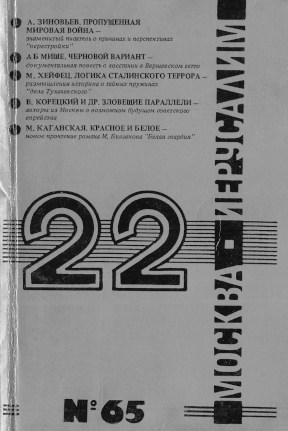 А. ЗИНОВЬЕВ, ПРОПУЩЕННАЯ
МИРОВАЯ ВОЙНА –
знаменитый писатель о причинах и перспективах
"перестройки"
А Б МИШЕ, ЧЕРНОВОЙ ВАРИАНТ –
документальная повесть о восстании в Варшавском гетто
М. ХЕЙФЕЦ, ЛОГИКА СТАЛИНСКОГО ТЕРРОРА –
размышления историка о тайных пружинах
"дела Тухачевского"
В. КОРЕЦКИЙ И ДР. ЗЛОВЕЩИЕ ПАРАЛЛЕЛИ –
авторы из Москвы о возможном будущем советского
еврейства
М. КАГАНСКАЯ, КРАСНОЕ И БЕЛОЕ –
новое прочтение романа М. Булгакова "Белая гвардия"
МОСКВА ИЕРУСАЛИМ
22
№ 65